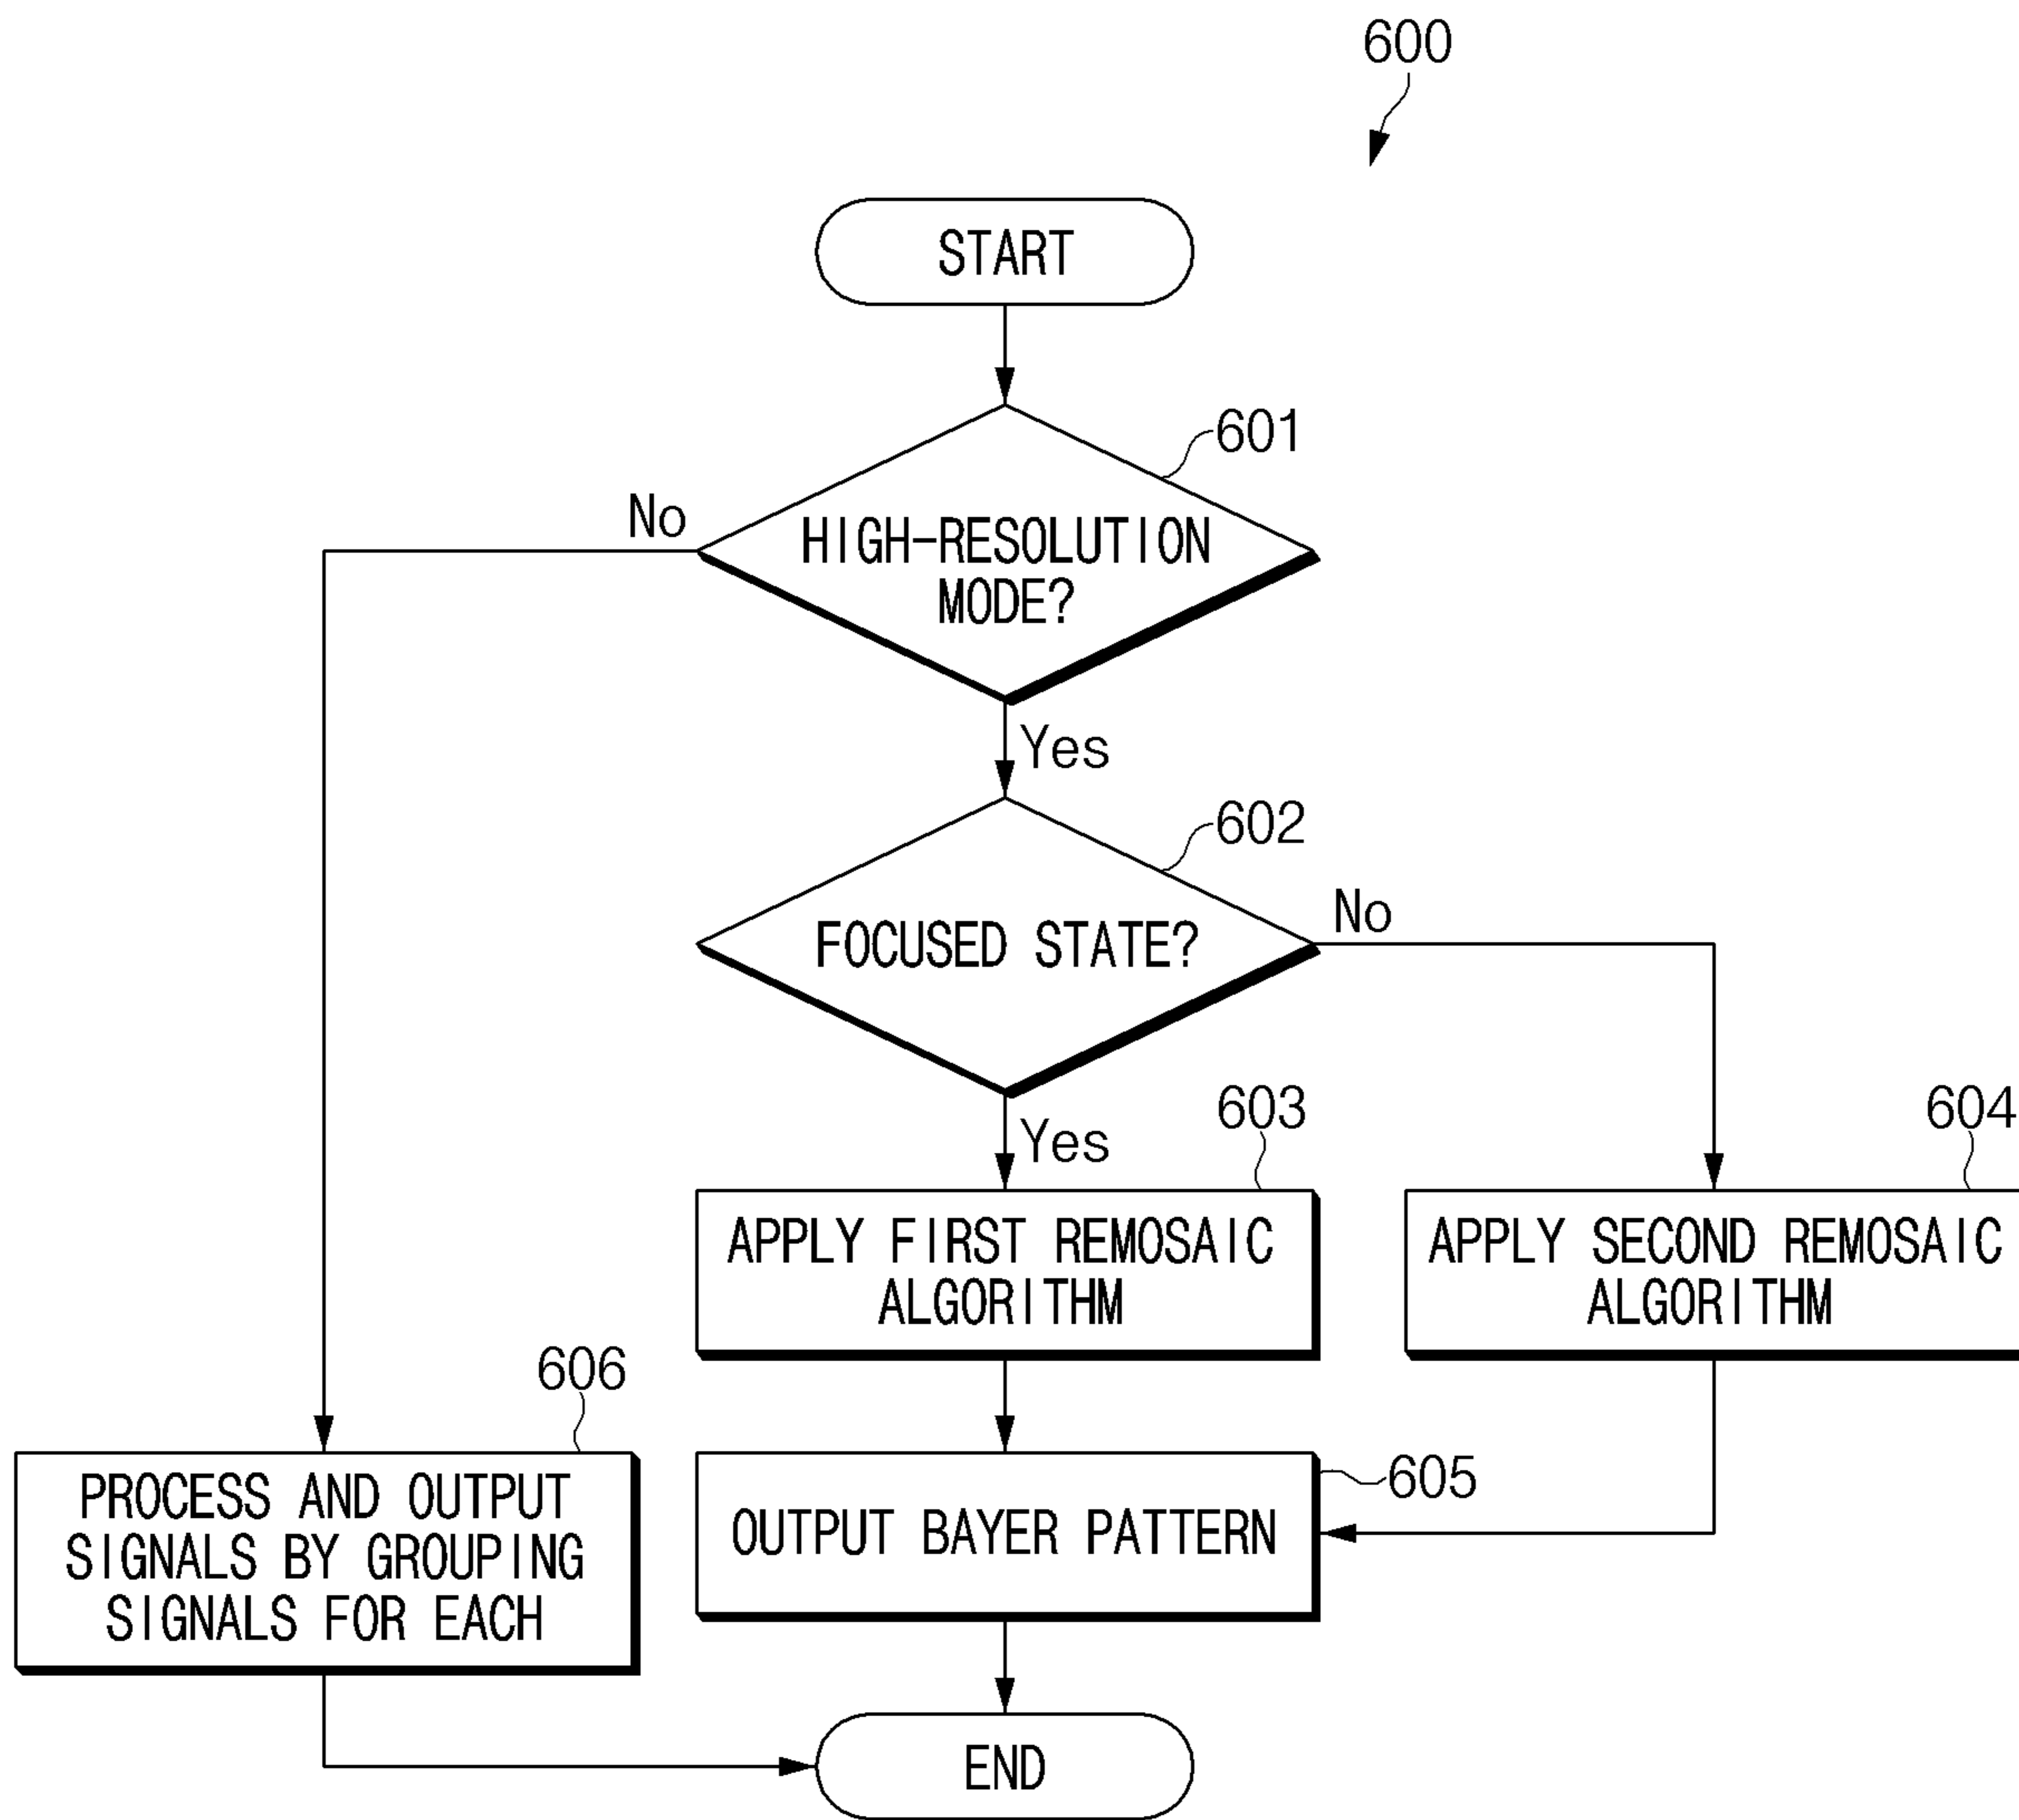 600
START
601
No
HIGH-RESOLUTION
MODE?
Yes
602
No
FOCUSED STATE?
603
604
Yes
APPLY FIRST REMOSAIC
ALGORITHM
APPLY SECOND REMOSAIC
ALGORITHM
606
PROCESS AND OUTPUT
SIGNALS BY GROUPING
SIGNALS FOR EACH
605
OUTPUT BAYER PATTERN
END